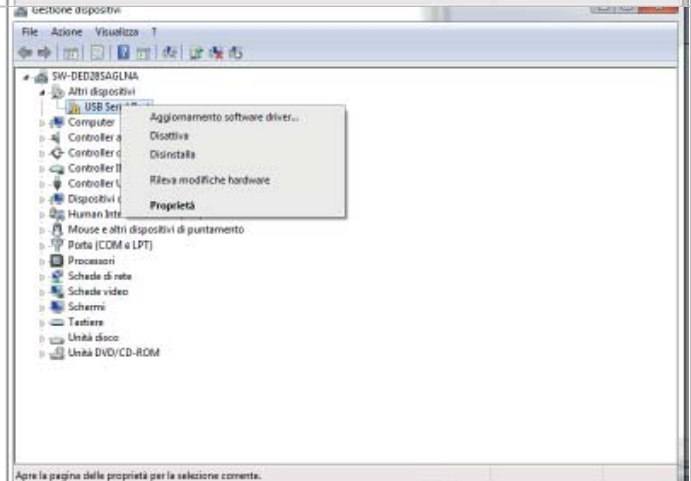 Gestione dispositivi
File Azione Visualizza ?
SW-DED28SAGLNA
Altri dispositivi
USB Seri
Aggiornamento software driver...
Disattiva
Disinstalla
Rileva modifiche hardware
Proprietà
Computer
Controller a
Controller c
Controller I
Controller U
Dispositivi c
Human Int
Mouse e altri dispositivi di puntamento
Porte (COM e LPT)
Processori
Schede di rete
Schede video
Schermi
Tastiere
Unità disco
Unità DVD/CD-ROM
Apre la pagina delle proprietà per la selezione corrente.